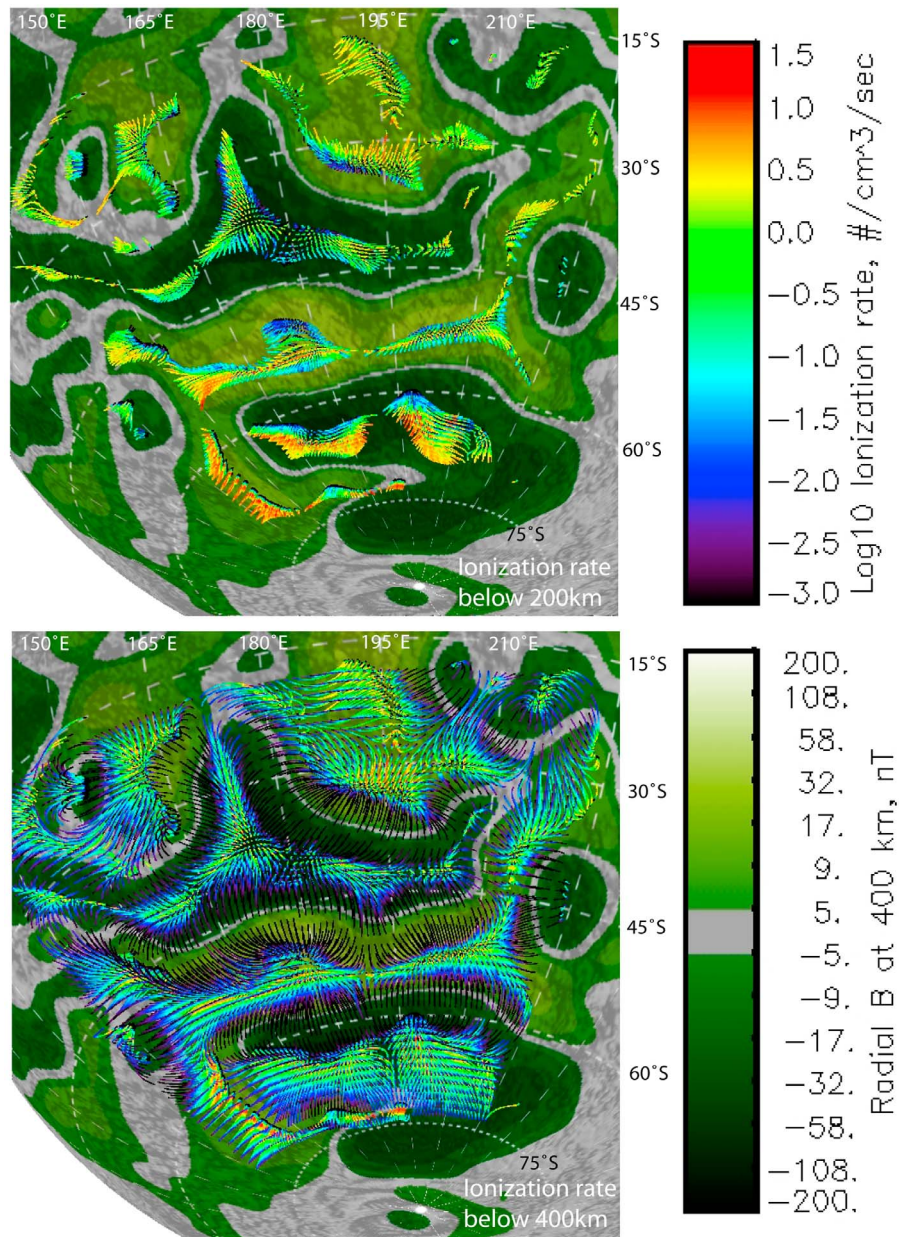 150˚E 165˚E 180˚E 195˚E 210˚E
15˚S
30˚S
45˚S
60˚S
75˚S
Ionization rate
below 200km
1.5
1.0
0.5
0.0
−0.5
−1.0
−1.5
−2.0
−2.5
−3.0
Log10 Ionization rate, #/cm^3/sec
150˚E 165˚E 180˚E 195˚E 210˚E
15˚S
30˚S
45˚S
60˚S
75˚S
Ionization rate
below 400km
200.
108.
58.
32.
17.
9.
5.
−5.
−9.
−17.
−32.
−58.
−108.
−200.
Radial B at 400 km, nT